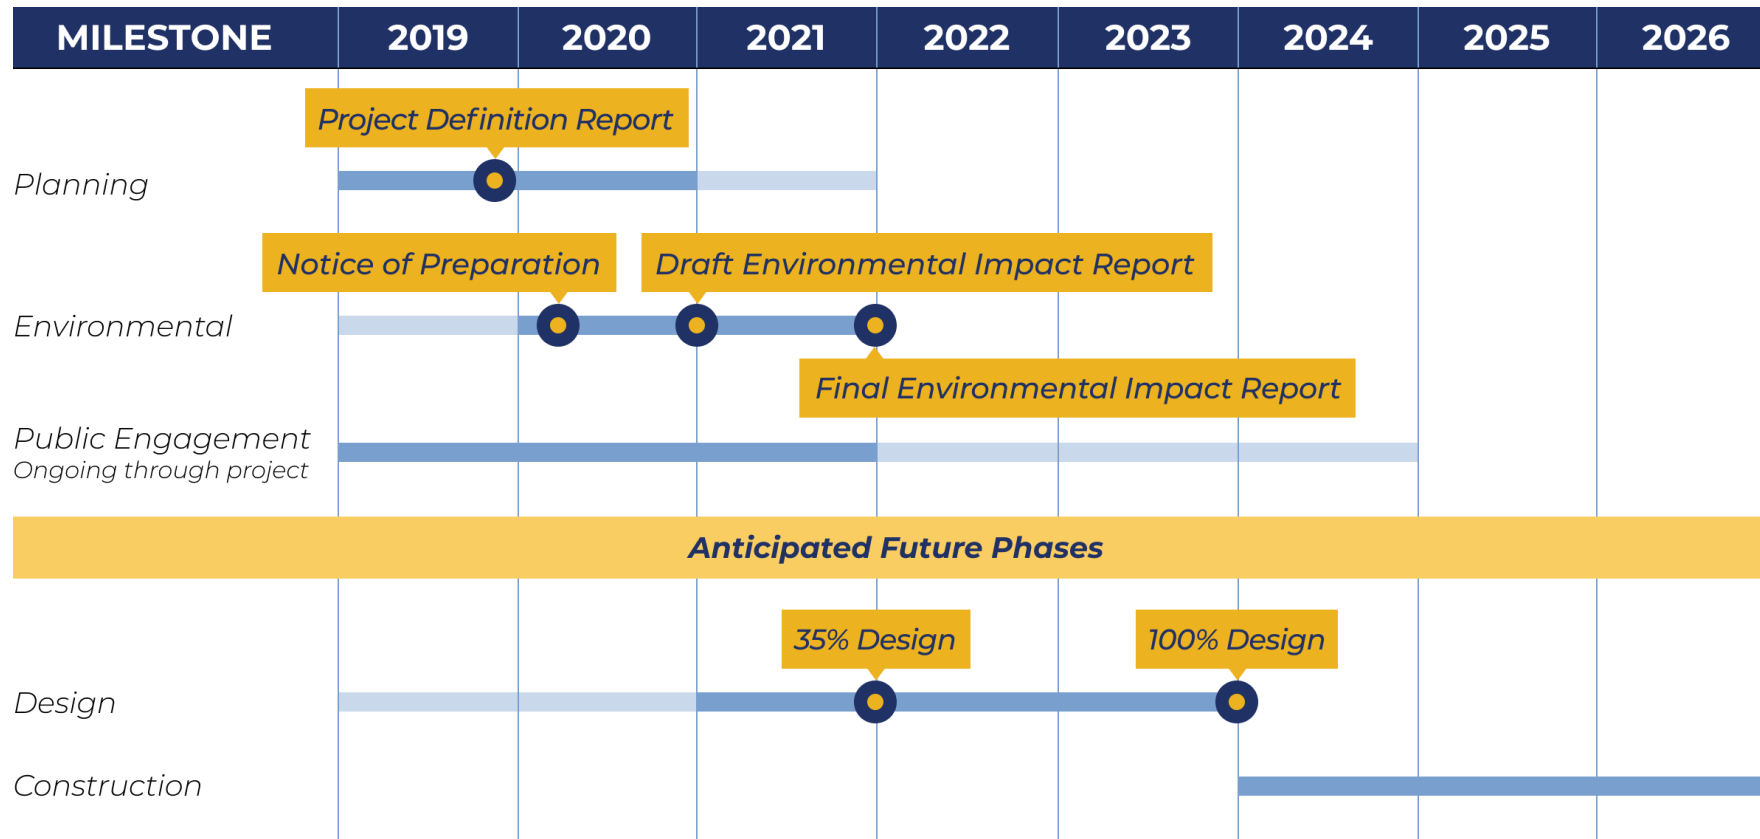 MILESTONE 2019 2020 2021 2022 2023 2024 2025 2026
Project Definition Report
Planning
Notice of Preparation Draft Environmental Impact Report
Environmental
Final Environmental Impact Report
Public Engagement
Ongoing through project
Anticipated Future Phases
35% Design 100% Design
Design
Construction